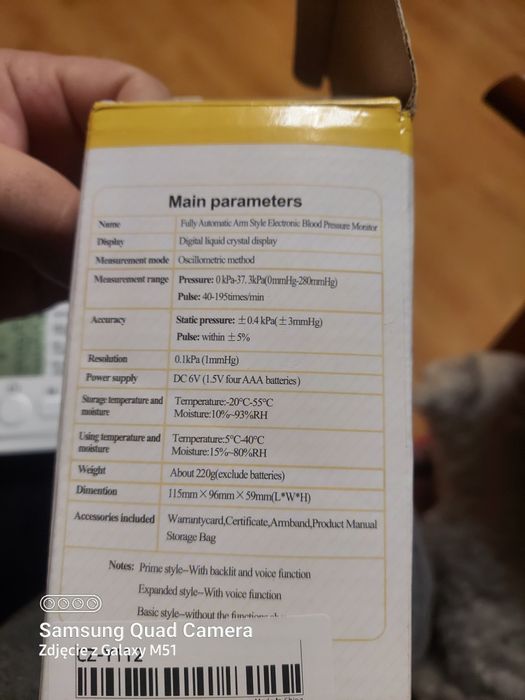 Main parameters
Name Fully Automatic Arm Style Electronic Blood Pressure Monitor
Display Digital liquid crystal display
Measurement mode Oscillometric method
Measurement range Pressure: 0 kPa-37. 3kPa(0mmHg-280mmHg)
Pulse: 40-195times/min
Accuracy Static pressure: ±0.4 kPa(±3mmHg)
Pulse: within ±5%
Resolution 0.1kPa (1mmHg)
Power supply DC 6V (1.5V four AAA batteries)
Storage temperature and Temperature:-20°C-55°C
moisture Moisture:10%~93%RH
Using temperature and Temperature:5°C-40°C
moisture Moisture:15%~80%RH
Weight About 220g(exclude batteries)
Dimention 115mm×96mm×59mm(L*W*H)
Accessories included Warrantycard,Certificate,Armband,Product Manual
Storage Bag
Notes: Prime style--With backlit and voice function
Expanded style--With voice function
Basic style--without the functions
Samsung Quad Camera
Zdjęcie z Galaxy M51
CZ-Y112